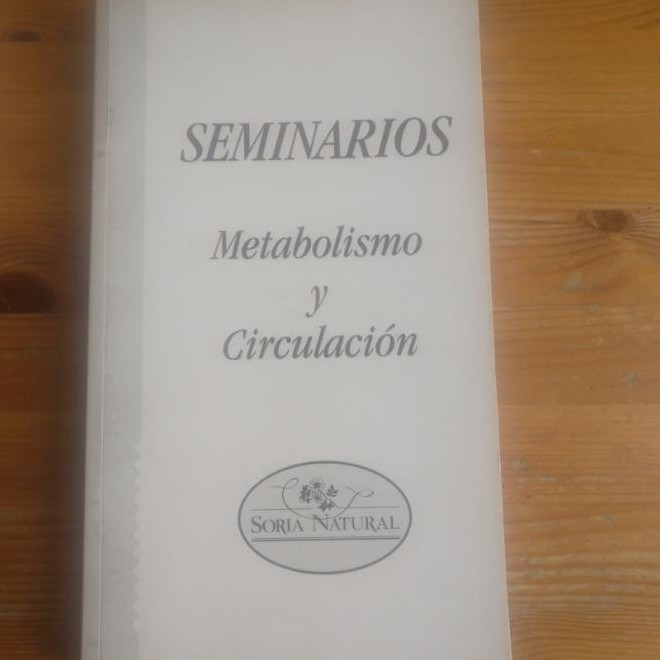 SEMINARIOS
Metabolismo
y
Circulación
SORIA NATURAL